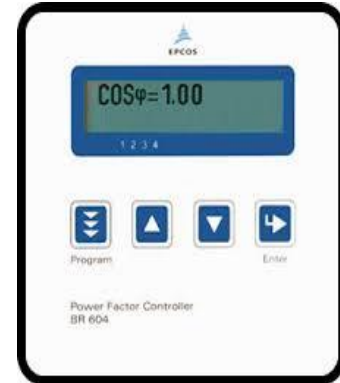 EPCOS
COSφ=1.00
1 2 3 4
Program
Enter
Power Factor Controller
BR 604